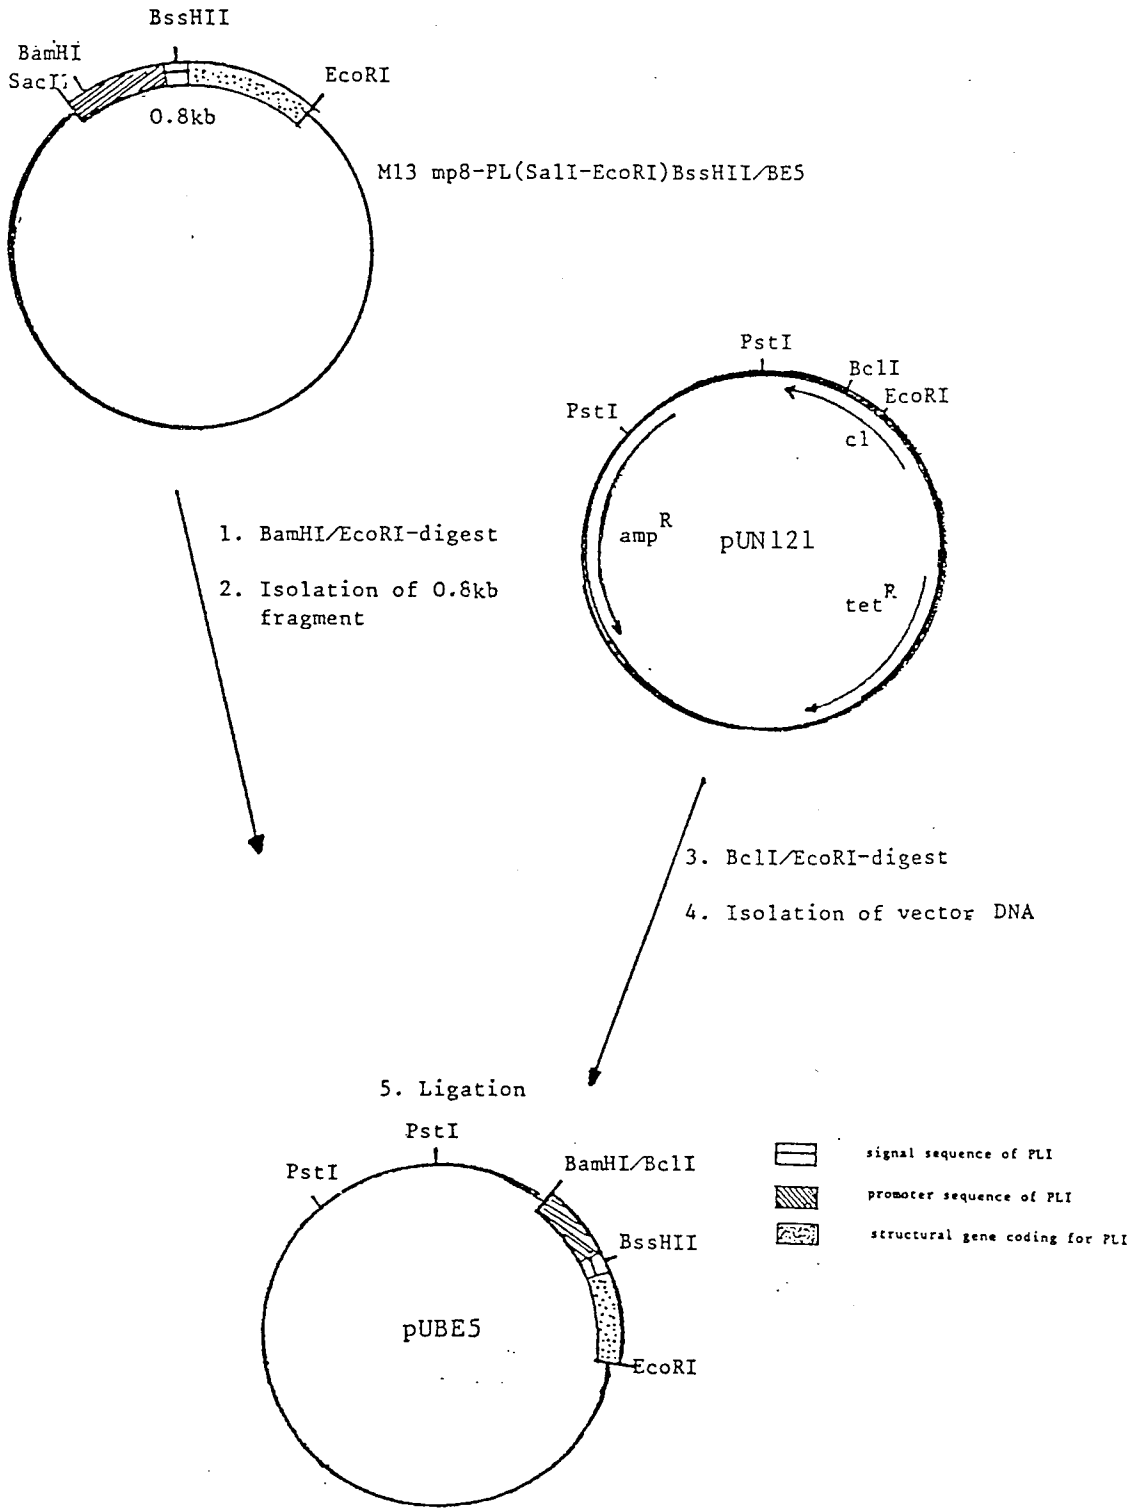 BssHII
BamHI
SacI
EcoRI
0.8kb
M13 mp8-PL(SalI-EcoRI)BssHII/BE5
PstI
BclI
EcoRI
PstI
cl
amp^R
pUN121
tet^R
1. BamHI/EcoRI-digest
2. Isolation of 0.8kb
fragment
3. BclI/EcoRI-digest
4. Isolation of vector DNA
5. Ligation
PstI
PstI
BamHI/BclI
BssHII
pUBE5
EcoRI
signal sequence of PLI
promoter sequence of PLI
structural gene coding for PLI